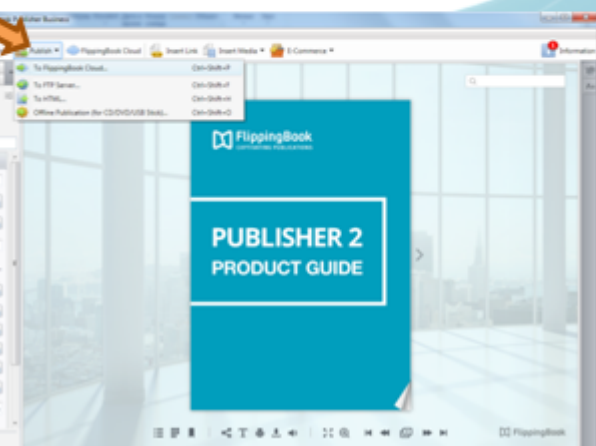 Publisher Business
Publish FlippingBook Cloud Insert Link Insert Media E-Commerce Information
To FlippingBook Cloud... Ctrl+Shift+P
To FTP Server... Ctrl+Shift+F
To HTML... Ctrl+Shift+H
Offline Publication (for CD/DVD/USB Stick)... Ctrl+Shift+O
FlippingBook
CAPTIVATING PUBLICATIONS
PUBLISHER 2
PRODUCT GUIDE
FlippingBook